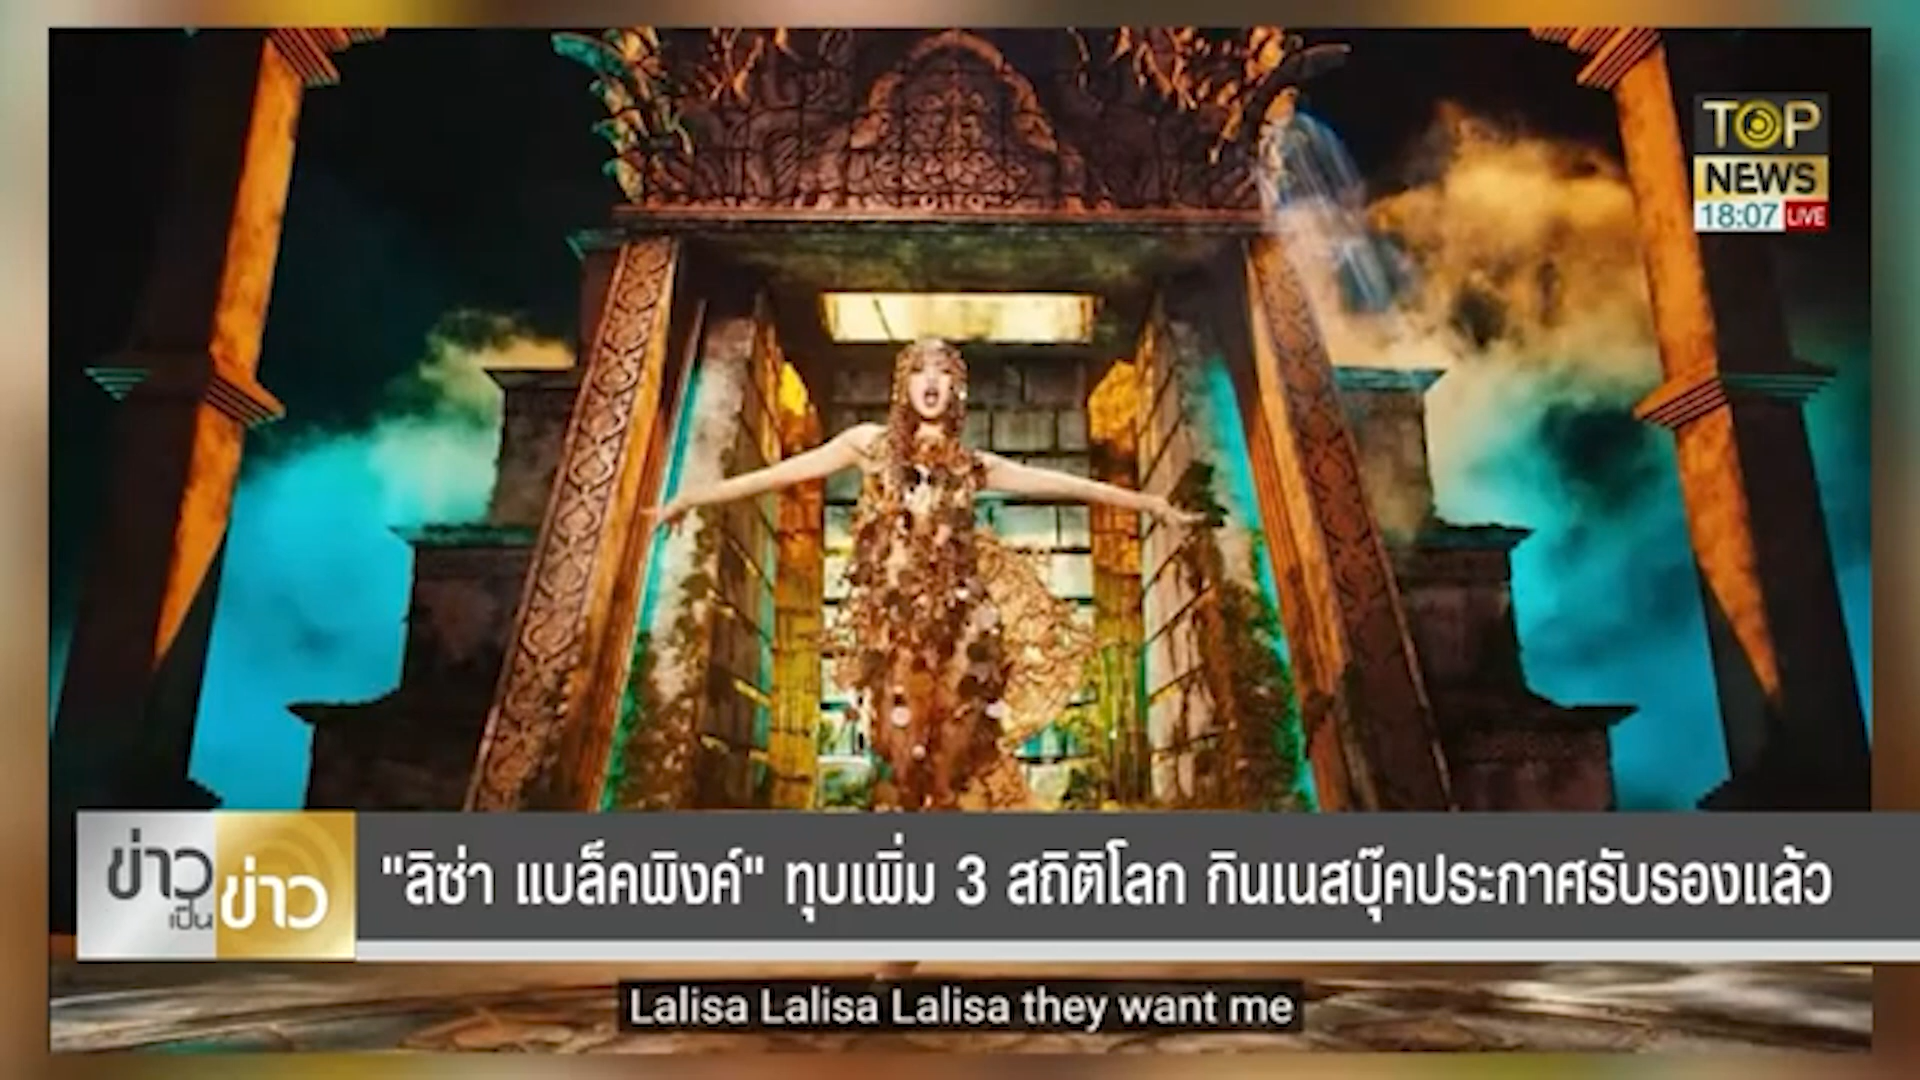 TOP
NEWS
18:07 LIVE
ข่าว
เป็น
ข่าว
"ลิซ่า แบล็คพิงค์" ทุบเพิ่ม 3 สถิติโลก กินเนสบุ๊คประกาศรับรองแล้ว
Lalisa Lalisa Lalisa they want me